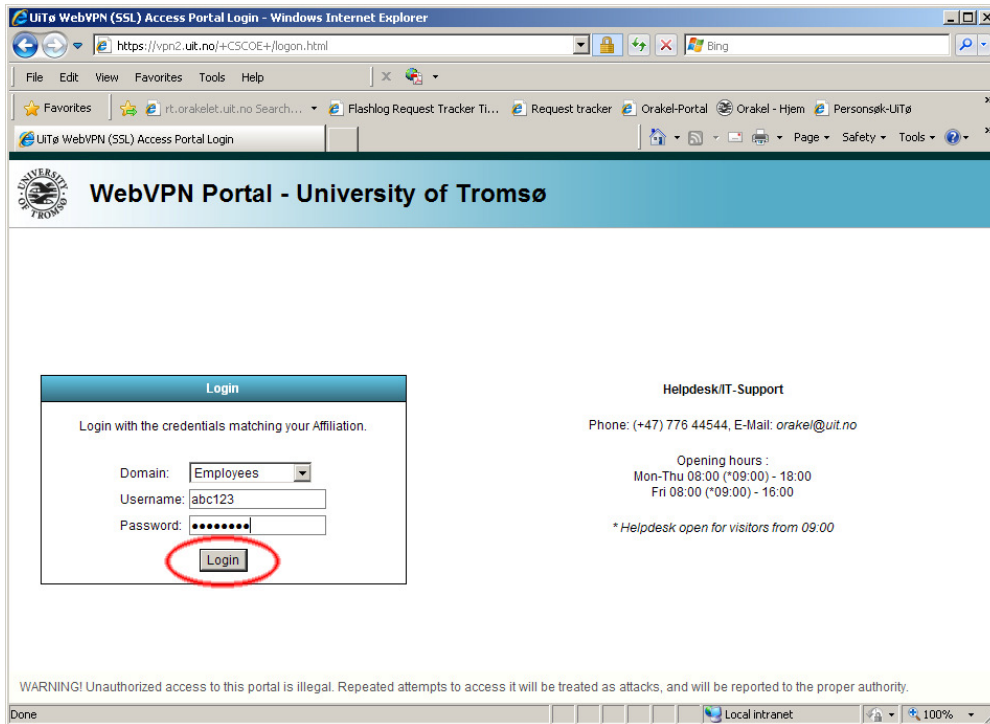 UiTø WebVPN (SSL) Access Portal Login - Windows Internet Explorer
https://vpn2.uit.no/+CSCOE+/logon.html
Bing
File Edit View Favorites Tools Help
Favorites rt.orakelet.uit.no Search... Flashlog Request Tracker Ti... Request tracker Orakel-Portal Orakel - Hjem Personsøk-UiTø
UiTø WebVPN (SSL) Access Portal Login Page Safety Tools
UNIVERSITY OF TROMSØ
WebVPN Portal - University of Tromsø
Login
Login with the credentials matching your Affiliation.
Domain: Employees
Username: abc123
Password: ••••••••
Login
Helpdesk/IT-Support
Phone: (+47) 776 44544, E-Mail: orakel@uit.no
Opening hours :
Mon-Thu 08:00 (*09:00) - 18:00
Fri 08:00 (*09:00) - 16:00
* Helpdesk open for visitors from 09:00
WARNING! Unauthorized access to this portal is illegal. Repeated attempts to access it will be treated as attacks, and will be reported to the proper authority.
Done Local intranet 100%